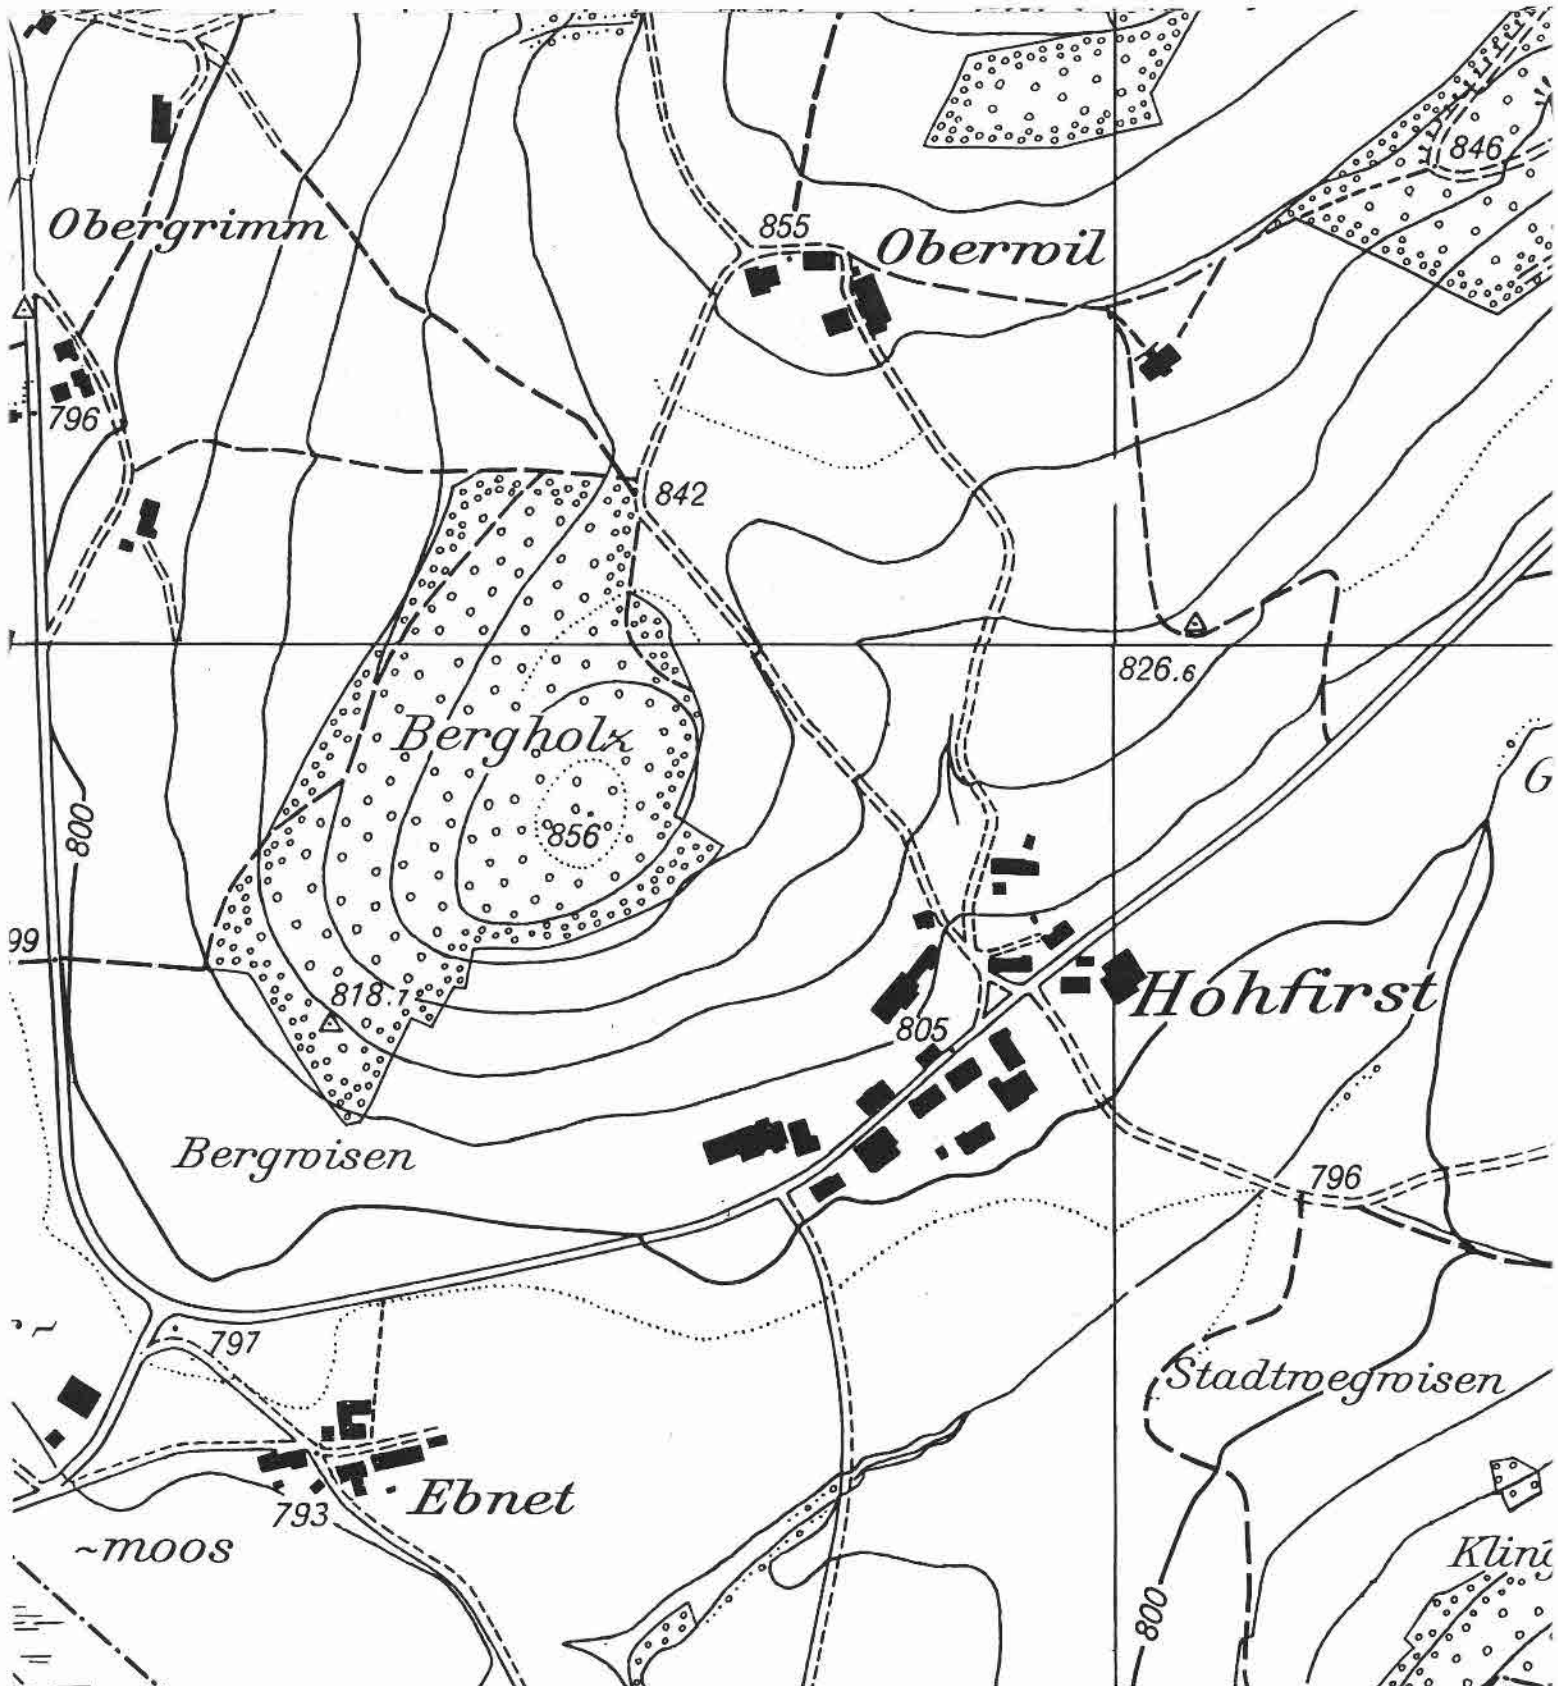 846
Obergrimm
855
Oberwil
796
842
826.6
Bergholz
G
800
856
99
818.1
Hohfirst
805
Bergwisen
796
797
Stadtwegwisen
Ebnet
793
~moos
Kling
800